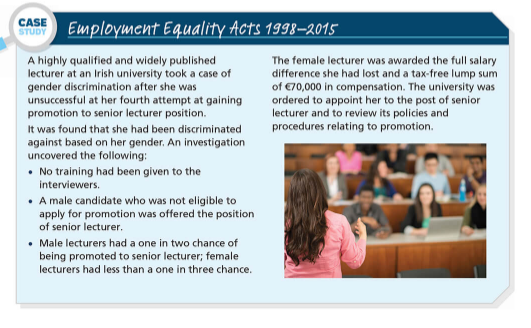 CASE
STUDY
Employment Equality Acts 1998–2015
A highly qualified and widely published
lecturer at an Irish university took a case of
gender discrimination after she was
unsuccessful at her fourth attempt at gaining
promotion to senior lecturer position.
It was found that she had been discriminated
against based on her gender. An investigation
uncovered the following:
• No training had been given to the
interviewers.
• A male candidate who was not eligible to
apply for promotion was offered the position
of senior lecturer.
• Male lecturers had a one in two chance of
being promoted to senior lecturer; female
lecturers had less than a one in three chance.
The female lecturer was awarded the full salary
difference she had lost and a tax-free lump sum
of €70,000 in compensation. The university was
ordered to appoint her to the post of senior
lecturer and to review its policies and
procedures relating to promotion.